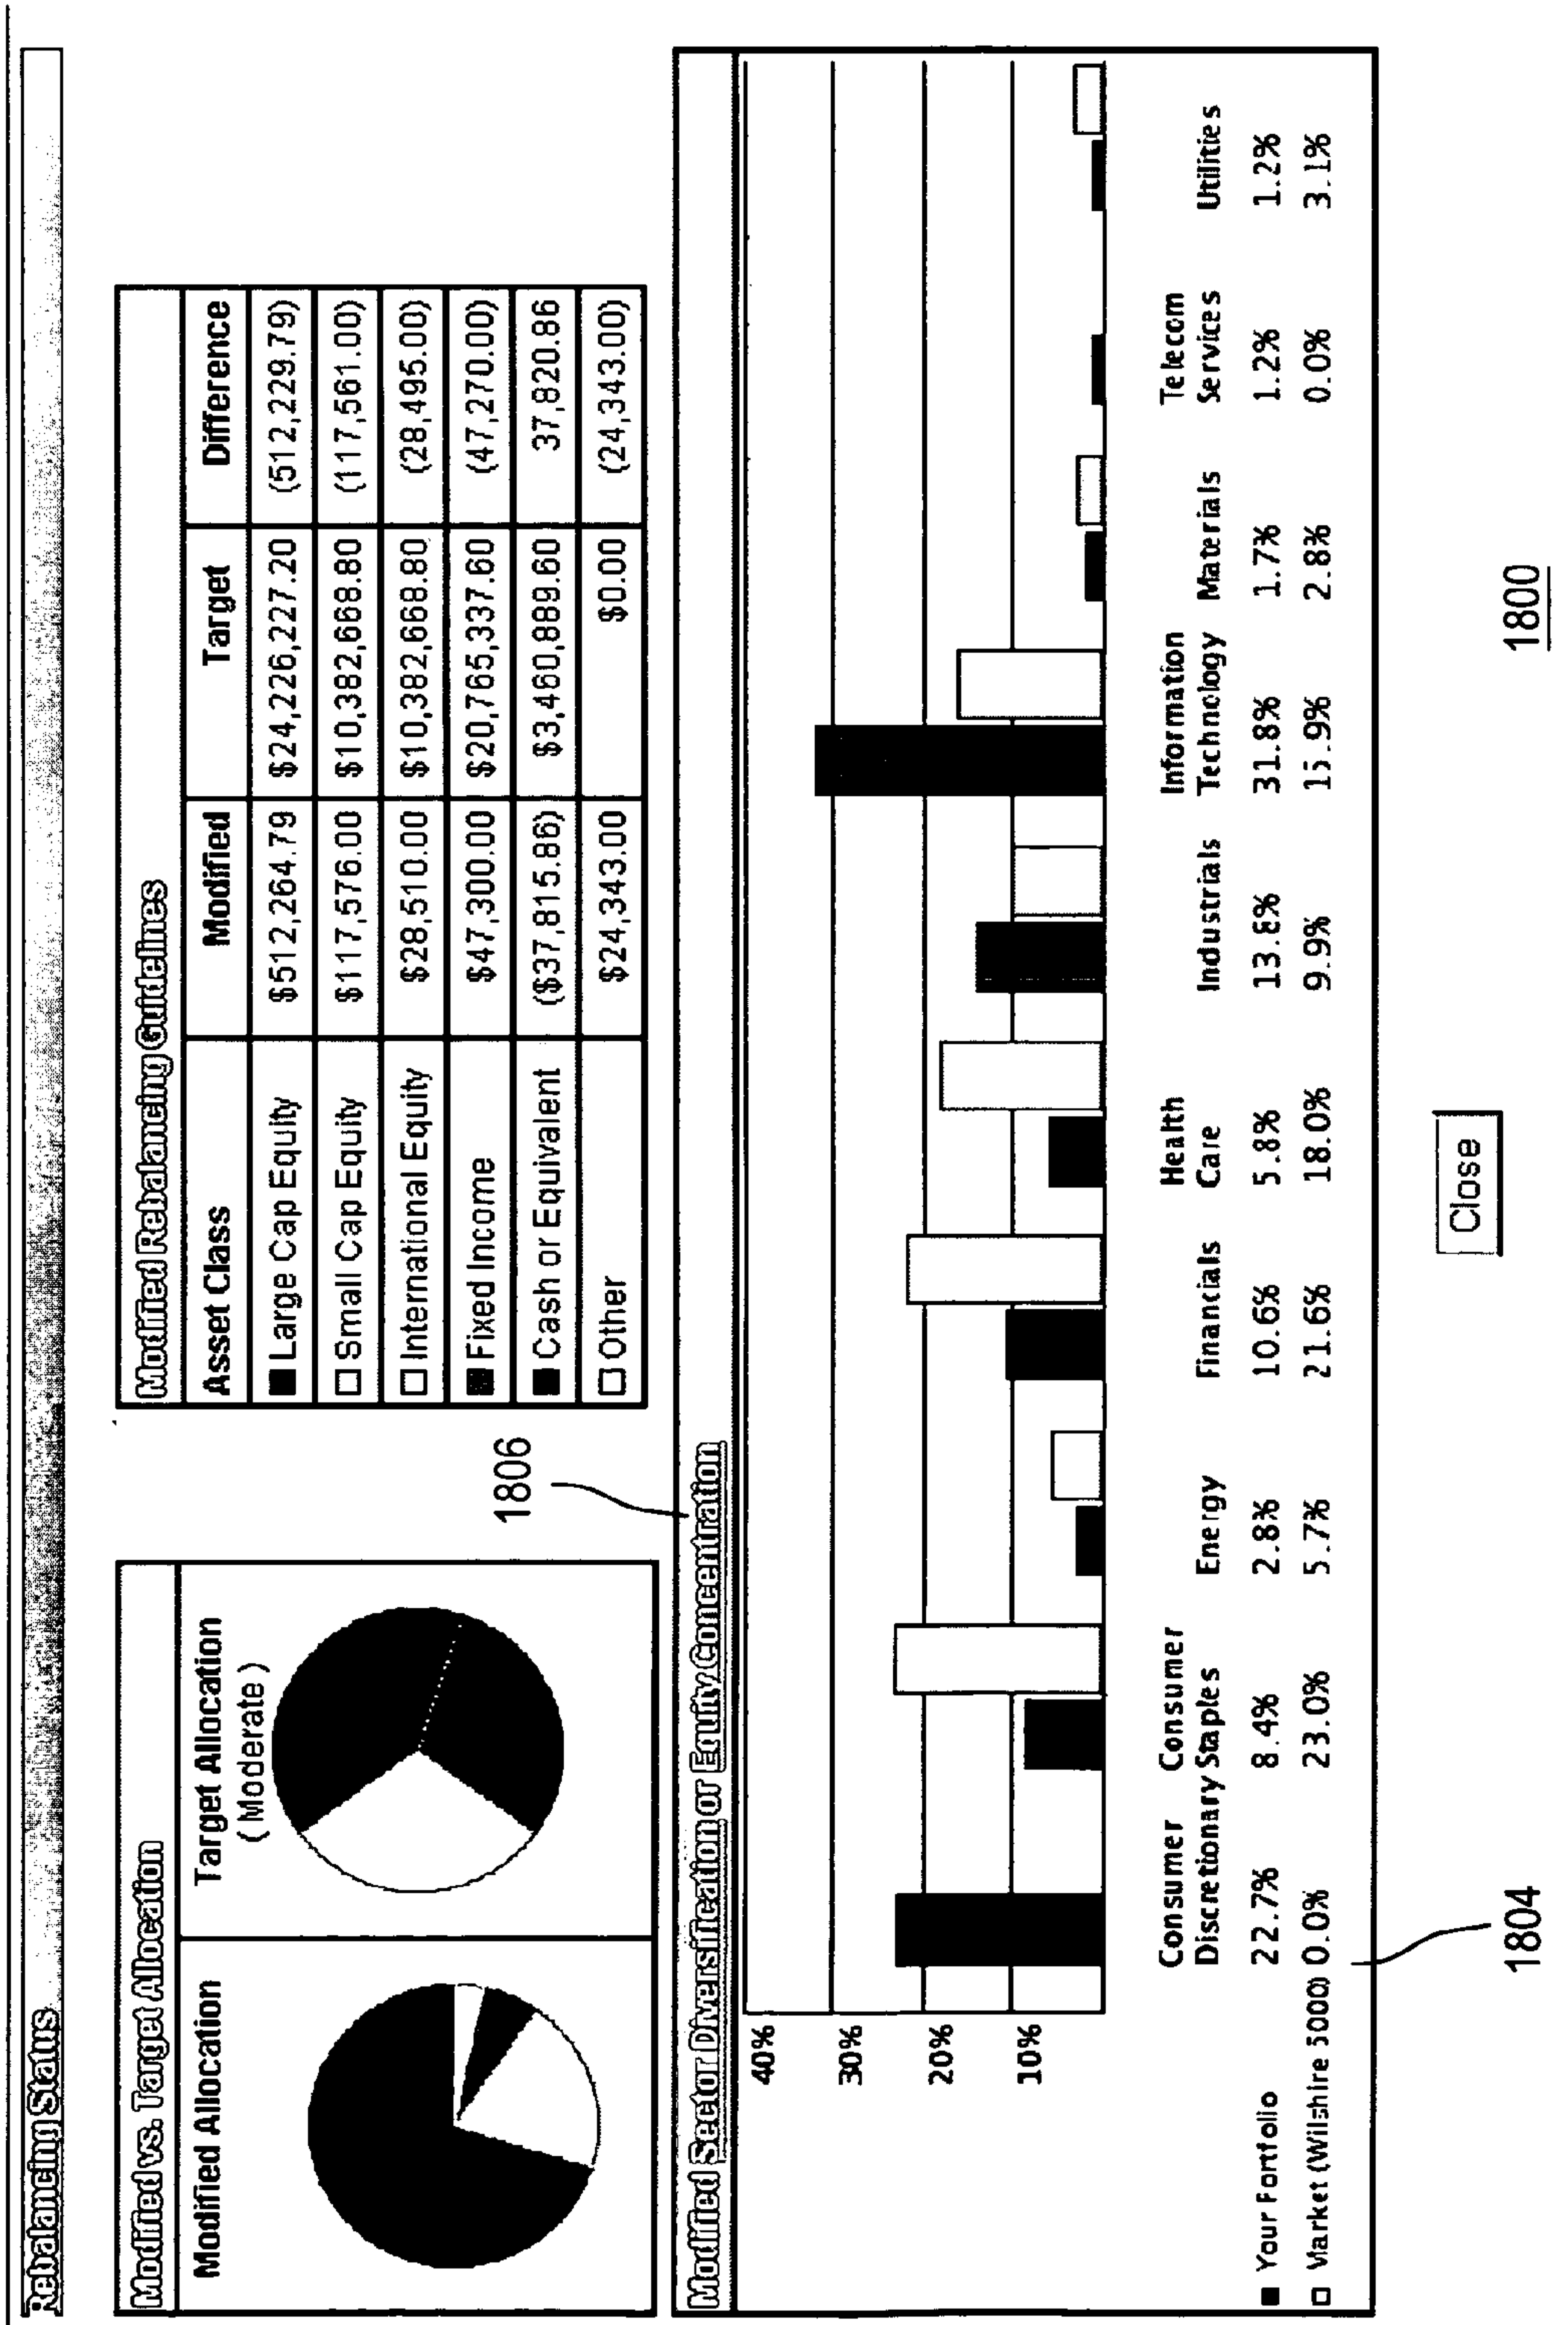 Rebalancing Status
Modified vs. Target Allocation
Modified Allocation
Target Allocation
( Moderate )
Modified Rebalancing Guidelines
Asset Class Modified Target Difference
Large Cap Equity $512,264.79 $24,226,227.20 (512,229.79)
Small Cap Equity $117,576.00 $10,382,668.80 (117,561.00)
International Equity $28,510.00 $10,382,668.80 (28,495.00)
Fixed Income $47,300.00 $20,765,337.60 (47,270.00)
Cash or Equivalent ($37,815.86) $3,460,889.60 37,820.86
Other $24,343.00 $0.00 (24,343.00)
1806
Modified Sector Diversification or Equity Concentration
40%
30%
20%
10%
Consumer Consumer Health Information Telecom
Discretionary Staples Energy Financials Care Industrials Technology Materials Services Utilities
Your Fortfolio 22.7% 8.4% 2.8% 10.6% 5.8% 31.8% 1.7% 1.2% 1.2%
Market (Wilshire 5000) 0.0% 23.0% 5.7% 21.6% 18.0% 9.9% 15.9% 2.8% 0.0% 3.1%
1804
Close
1800